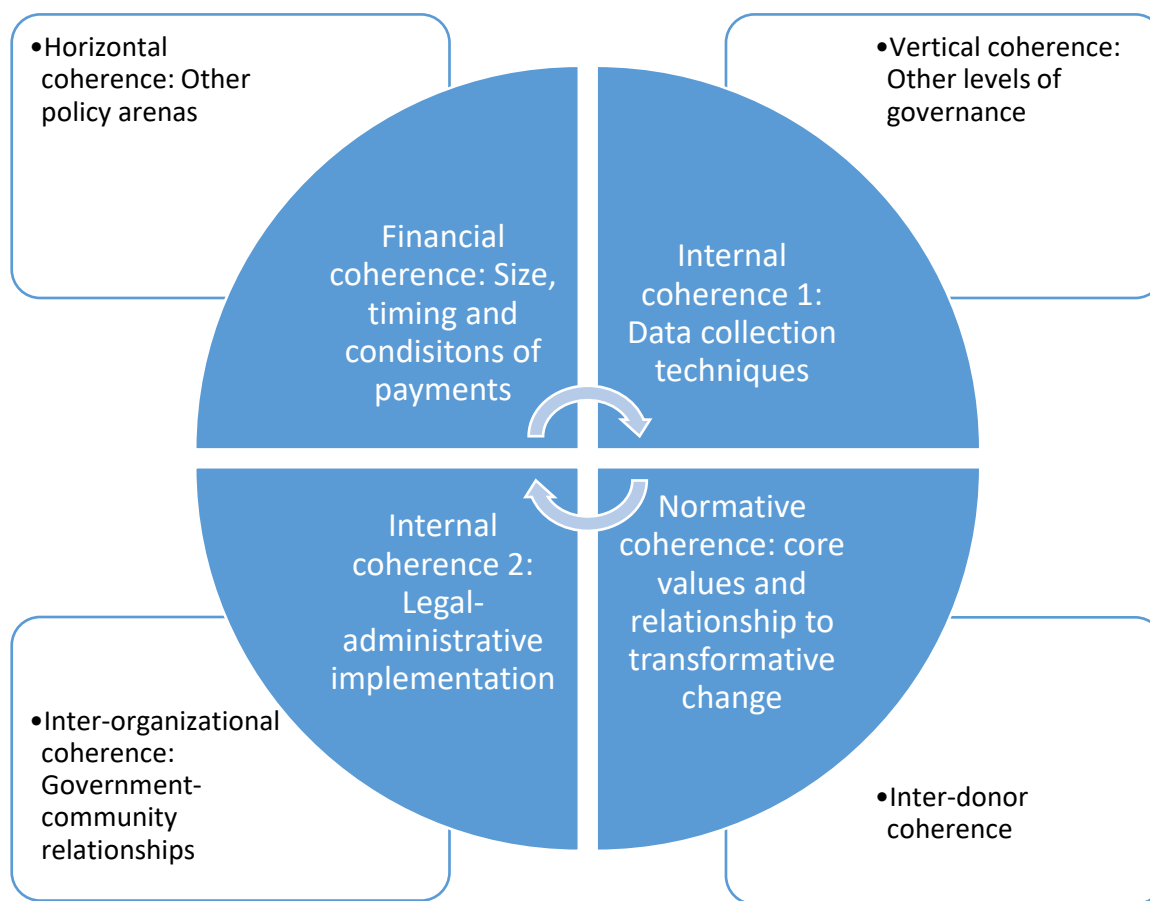 •Horizontal
coherence: Other
policy arenas
•Vertical coherence:
Other levels of
governance
Financial
coherence: Size,
timing and
condisitons of
payments
Internal
coherence 1:
Data collection
techniques
Internal
coherence 2:
Legal-
administrative
implementation
Normative
coherence: core
values and
relationship to
transformative
change
•Inter-organizational
coherence:
Government-
community
relationships
•Inter-donor
coherence